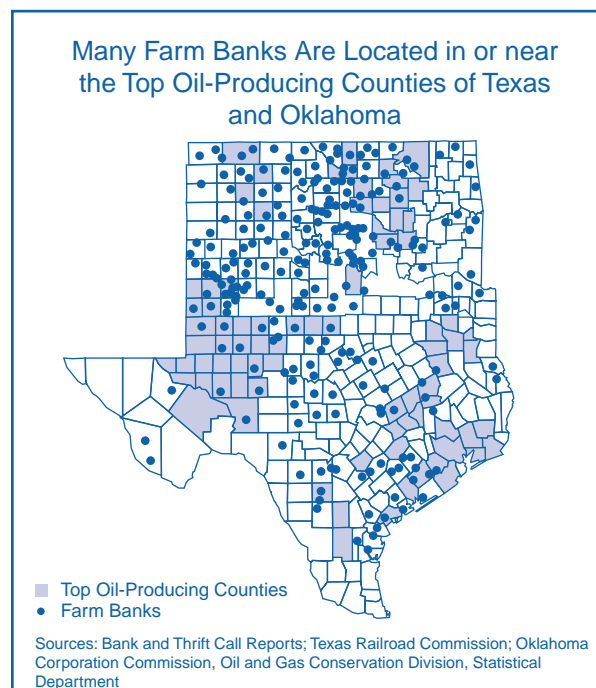 Many Farm Banks Are Located in or near
the Top Oil-Producing Counties of Texas
and Oklahoma
Top Oil-Producing Counties
Farm Banks
Sources: Bank and Thrift Call Reports; Texas Railroad Commission; Oklahoma
Corporation Commission, Oil and Gas Conservation Division, Statistical
Department